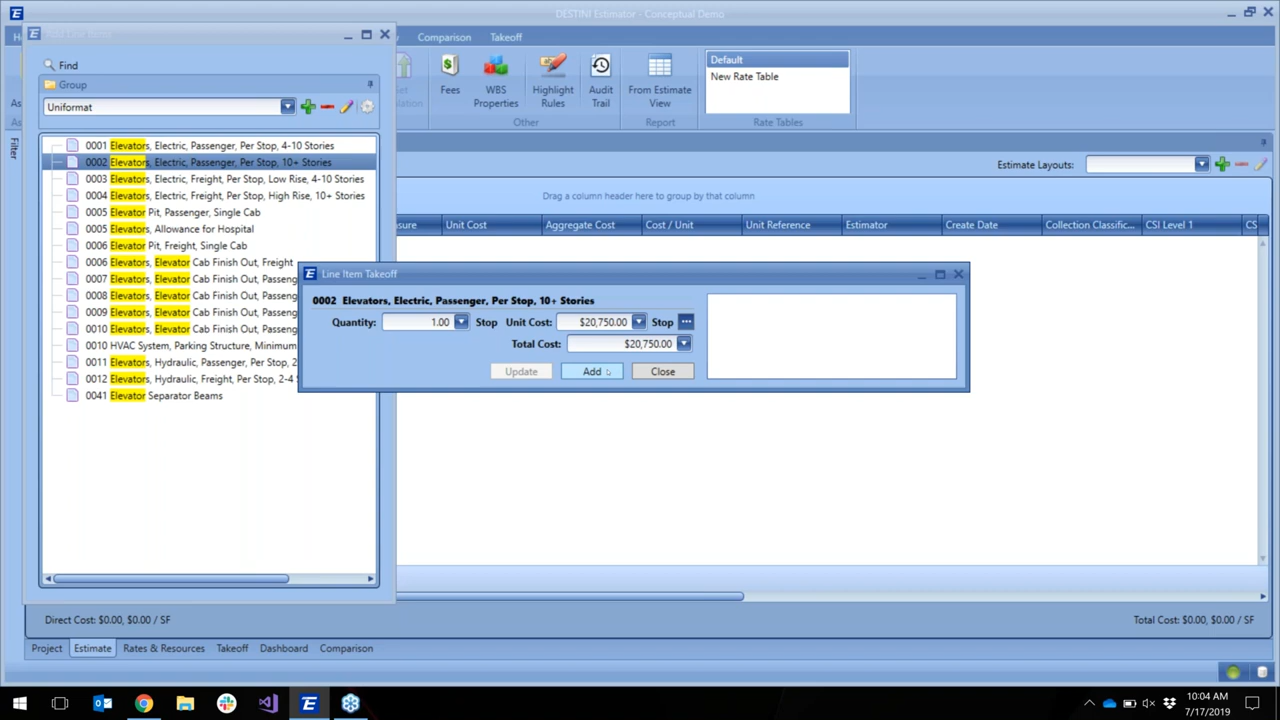 DESTINI Estimator - Conceptual Demo
Add Line Items
Comparison
Takeoff
Find
Group
Uniformat
Fees
WBS Properties
Highlight Rules
Audit Trail
From Estimate View
Default
New Rate Table
Other
Report
Rate Tables
Filter
0001 Elevators, Electric, Passenger, Per Stop, 4-10 Stories
0002 Elevators, Electric, Passenger, Per Stop, 10+ Stories
0003 Elevators, Electric, Freight, Per Stop, Low Rise, 4-10 Stories
0004 Elevators, Electric, Freight, Per Stop, High Rise, 10+ Stories
0005 Elevator Pit, Passenger, Single Cab
0005 Elevators, Allowance for Hospital
0006 Elevator Pit, Freight, Single Cab
0006 Elevators, Elevator Cab Finish Out, Freight
0007 Elevators, Elevator Cab Finish Out, Passeng
0008 Elevators, Elevator Cab Finish Out, Passeng
0009 Elevators, Elevator Cab Finish Out, Passeng
0010 Elevators, Elevator Cab Finish Out, Passeng
0010 HVAC System, Parking Structure, Minimum
0011 Elevators, Hydraulic, Passenger, Per Stop, 2-
0012 Elevators, Hydraulic, Freight, Per Stop, 2-4
0041 Elevator Separator Beams
Estimate Layouts:
Drag a column header here to group by that column
sure Unit Cost Aggregate Cost Cost / Unit Unit Reference Estimator Create Date Collection Classific... CSI Level 1 CS
Line Item Takeoff
0002 Elevators, Electric, Passenger, Per Stop, 10+ Stories
Quantity: 1.00 Stop Unit Cost: $20,750.00 Stop
Total Cost: $20,750.00
Update Add Close
Direct Cost: $0.00, $0.00 / SF
Total Cost: $0.00, $0.00 / SF
Project Estimate Rates & Resources Takeoff Dashboard Comparison
10:04 AM
7/17/2019